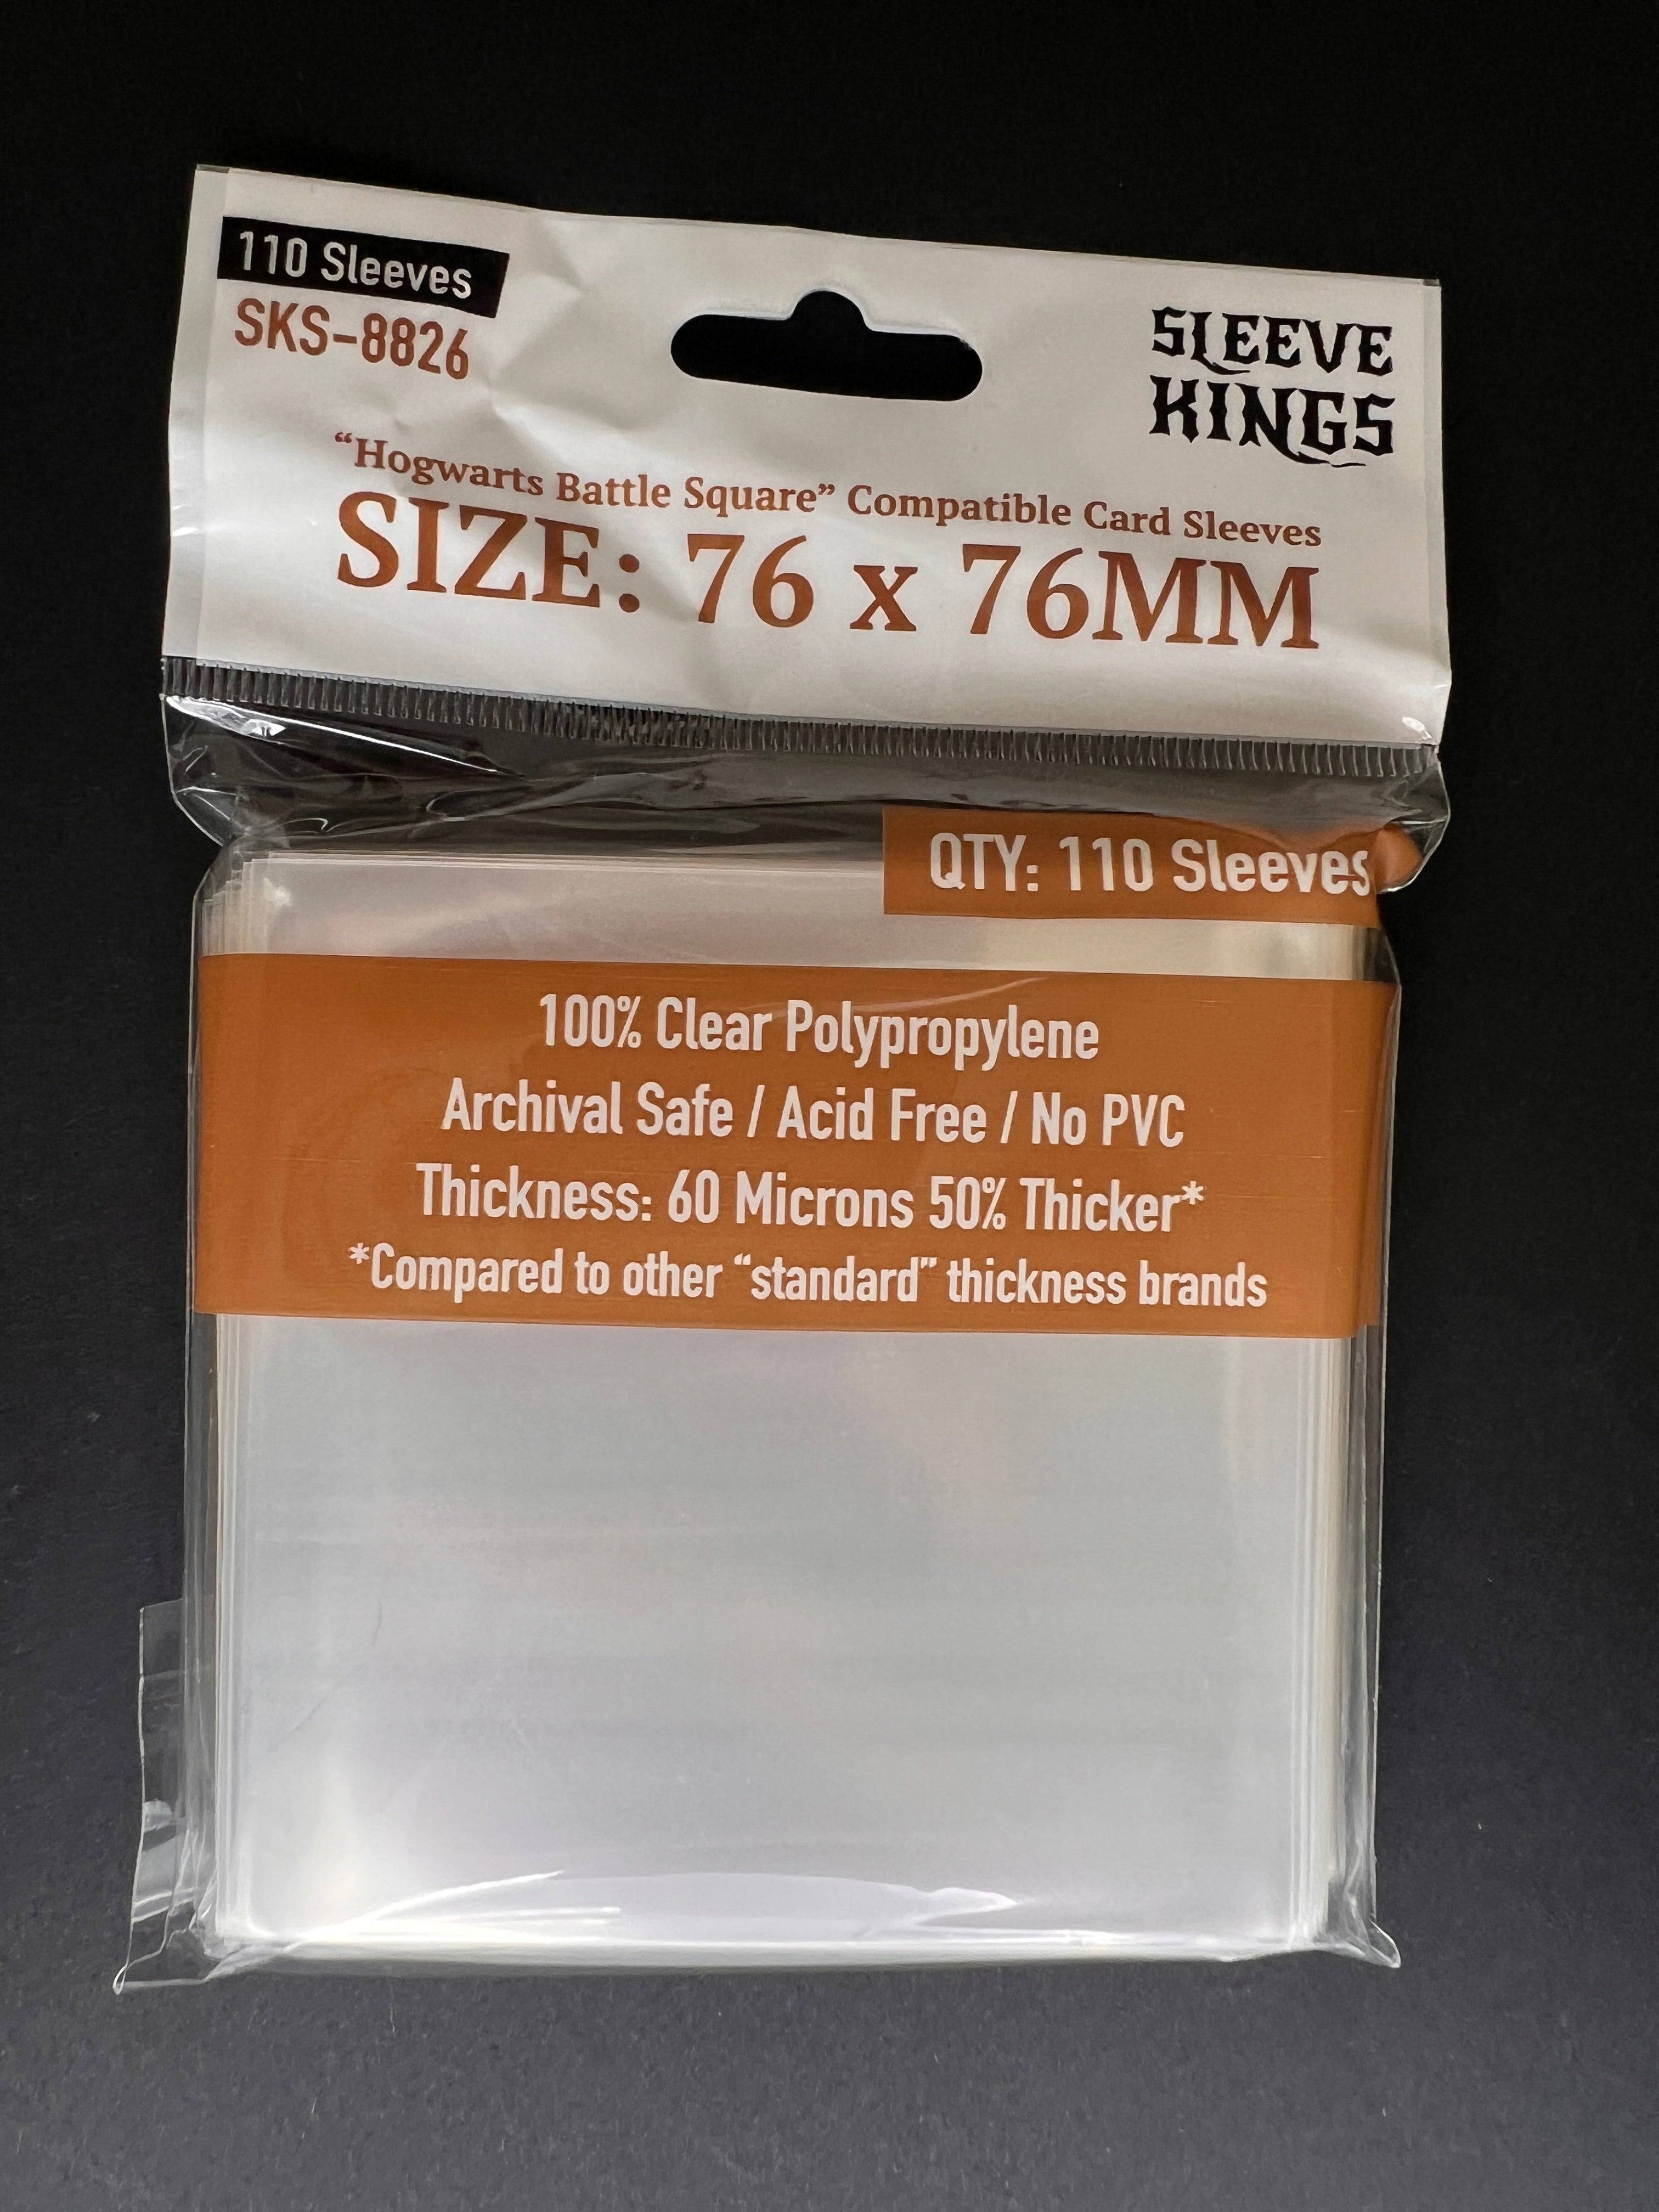 110 Sleeves
SKS-8826
SLEEVE
KINGS
“Hogwarts Battle Square” Compatible Card Sleeves
SIZE: 76 x 76MM
QTY: 110 Sleeves
100% Clear Polypropylene
Archival Safe / Acid Free / No PVC
Thickness: 60 Microns 50% Thicker*
*Compared to other “standard” thickness brands